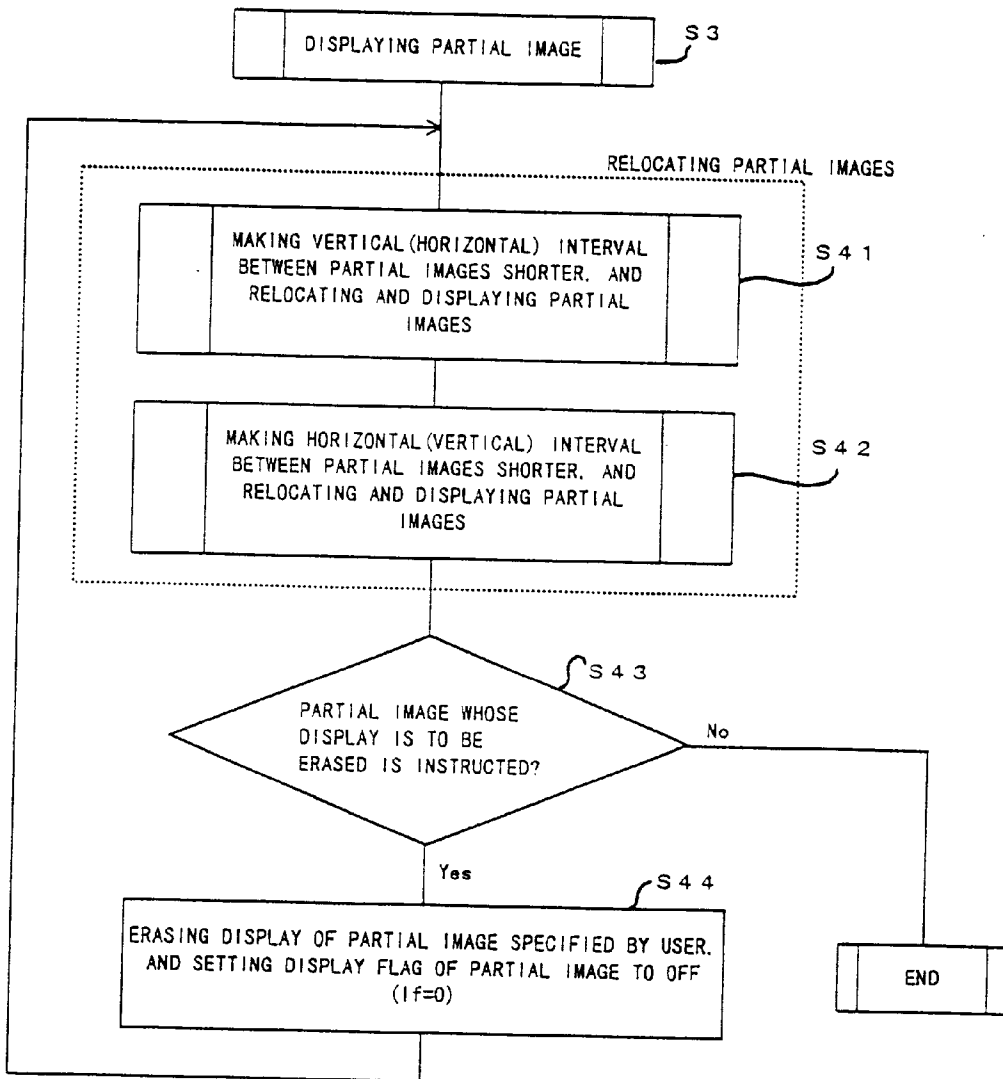 DISPLAYING PARTIAL IMAGE
S3
RELOCATING PARTIAL IMAGES
MAKING VERTICAL(HORIZONTAL) INTERVAL
BETWEEN PARTIAL IMAGES SHORTER, AND
RELOCATING AND DISPLAYING PARTIAL
IMAGES
S41
MAKING HORIZONTAL(VERTICAL) INTERVAL
BETWEEN PARTIAL IMAGES SHORTER, AND
RELOCATING AND DISPLAYING PARTIAL
IMAGES
S42
S43
PARTIAL IMAGE WHOSE
DISPLAY IS TO BE
ERASED IS INSTRUCTED?
No
Yes
S44
ERASING DISPLAY OF PARTIAL IMAGE SPECIFIED BY USER,
AND SETTING DISPLAY FLAG OF PARTIAL IMAGE TO OFF
(If=0)
END